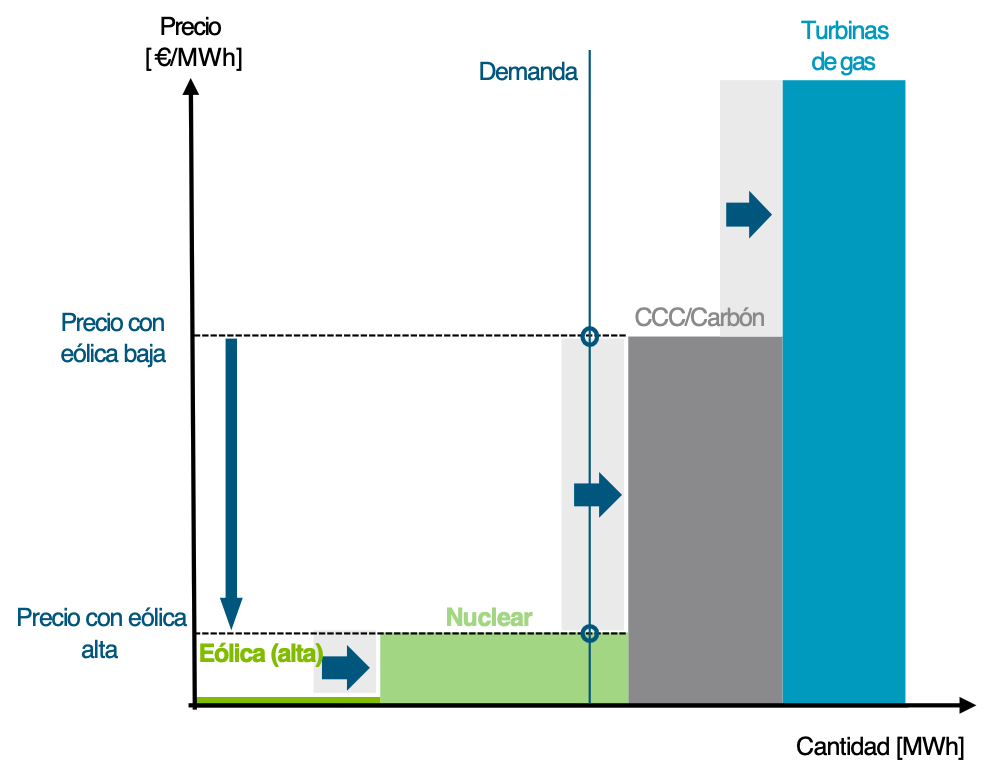 Precio
[€/MWh]
Turbinas
de gas
Demanda
Precio con
eólica baja
CCC/Carbón
Precio con eólica
alta
Nuclear
Eólica (alta)
Cantidad [MWh]